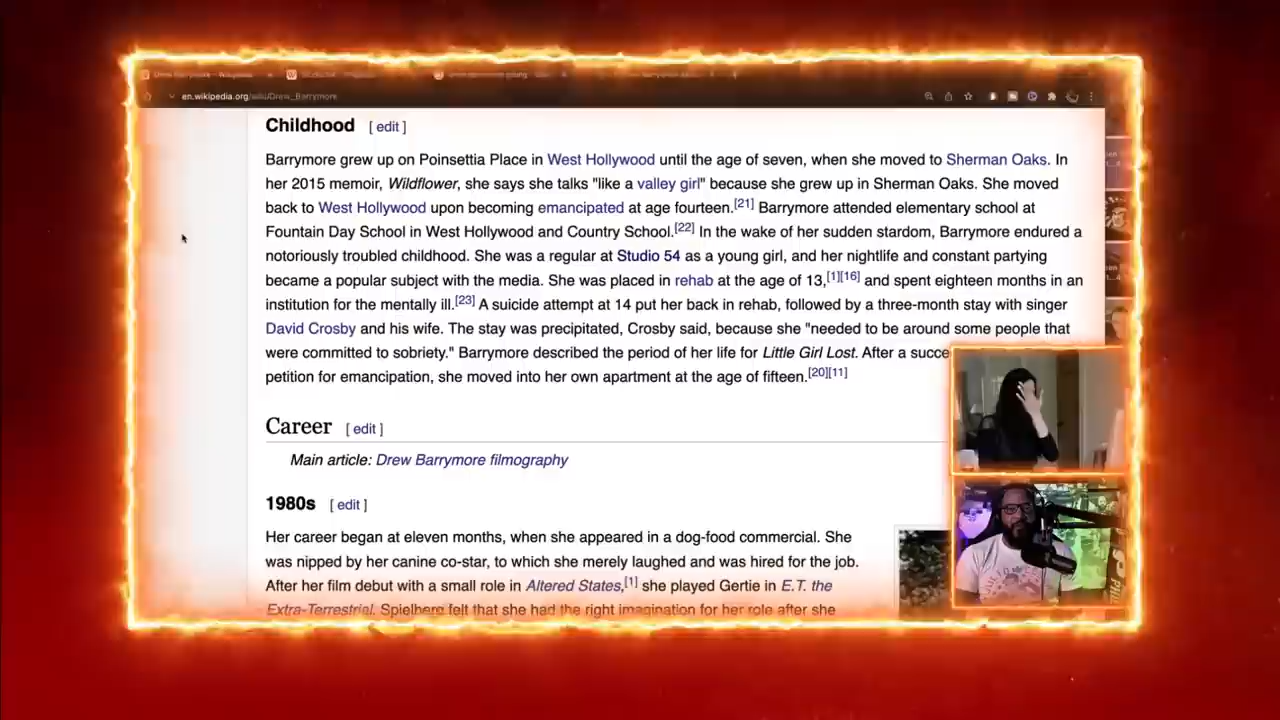 en.wikipedia.org/wiki/Drew_Barrymore
Childhood [ edit ]
Barrymore grew up on Poinsettia Place in West Hollywood until the age of seven, when she moved to Sherman Oaks. In
her 2015 memoir, Wildflower, she says she talks "like a valley girl" because she grew up in Sherman Oaks. She moved
back to West Hollywood upon becoming emancipated at age fourteen.[21] Barrymore attended elementary school at
Fountain Day School in West Hollywood and Country School.[22] In the wake of her sudden stardom, Barrymore endured a
notoriously troubled childhood. She was a regular at Studio 54 as a young girl, and her nightlife and constant partying
became a popular subject with the media. She was placed in rehab at the age of 13,[1][16] and spent eighteen months in an
institution for the mentally ill.[23] A suicide attempt at 14 put her back in rehab, followed by a three-month stay with singer
David Crosby and his wife. The stay was precipitated, Crosby said, because she "needed to be around some people that
were committed to sobriety." Barrymore described the period of her life for Little Girl Lost. After a succe
petition for emancipation, she moved into her own apartment at the age of fifteen.[20][11]
Career [ edit ]
Main article: Drew Barrymore filmography
1980s [ edit ]
Her career began at eleven months, when she appeared in a dog-food commercial. She
was nipped by her canine co-star, to which she merely laughed and was hired for the job.
After her film debut with a small role in Altered States,[1] she played Gertie in E.T. the
Extra-Terrestrial. Spielberg felt that she had the right imagination for her role after she